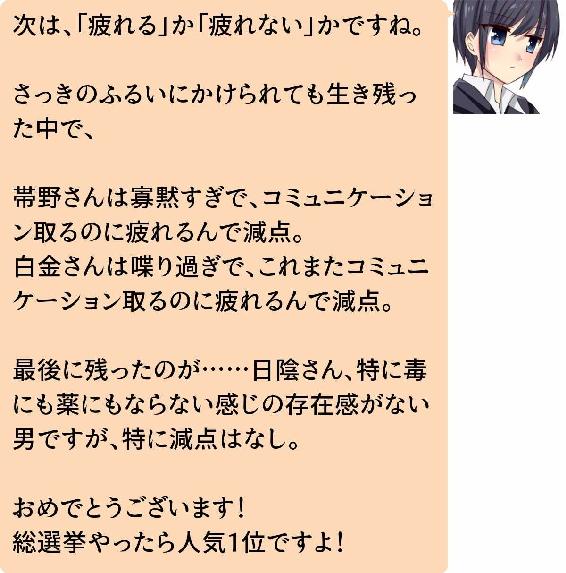 次は、「疲れる」か「疲れない」かですね。
さっきのふるいにかけられても生き残っ
た中で、
帯野さんは寡黙すぎで、コミュニケーショ
ン取るのに疲れるんで減点。
白金さんは喋り過ぎで、これまたコミュニ
ケーション取るのに疲れるんで減点。
最後に残ったのが……日陰さん、特に毒
にも薬にもならない感じの存在感がない
男ですが、特に減点はなし。
おめでとうございます！
総選挙やったら人気1位ですよ！